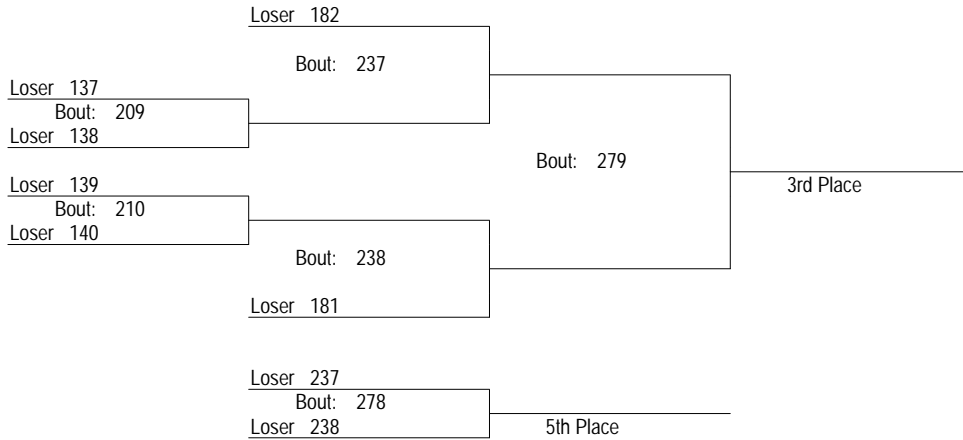 Loser 182
Bout: 237
Loser 137
Bout: 209
Loser 138
Bout: 279
Loser 139
3rd Place
Bout: 210
Loser 140
Bout: 238
Loser 181
Loser 237
Bout: 278
Loser 238
5th Place